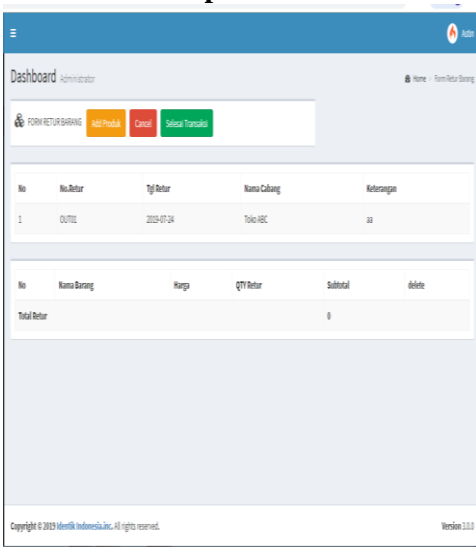 Astin
Dashboard Administrator
Home > Form Retur Barang
FORM RETUR BARANG Add Produk Cancel Selesai Transaksi
No No.Retur Tgl Retur Nama Cabang Keterangan
1 OUT01 2019-07-24 Toko ABC aa
No Nama Barang Harga QTY Retur Subtotal delete
Total Retur 0
Copyright © 2019 Identik Indonesia.inc. All rights reserved. Version 1.0.0